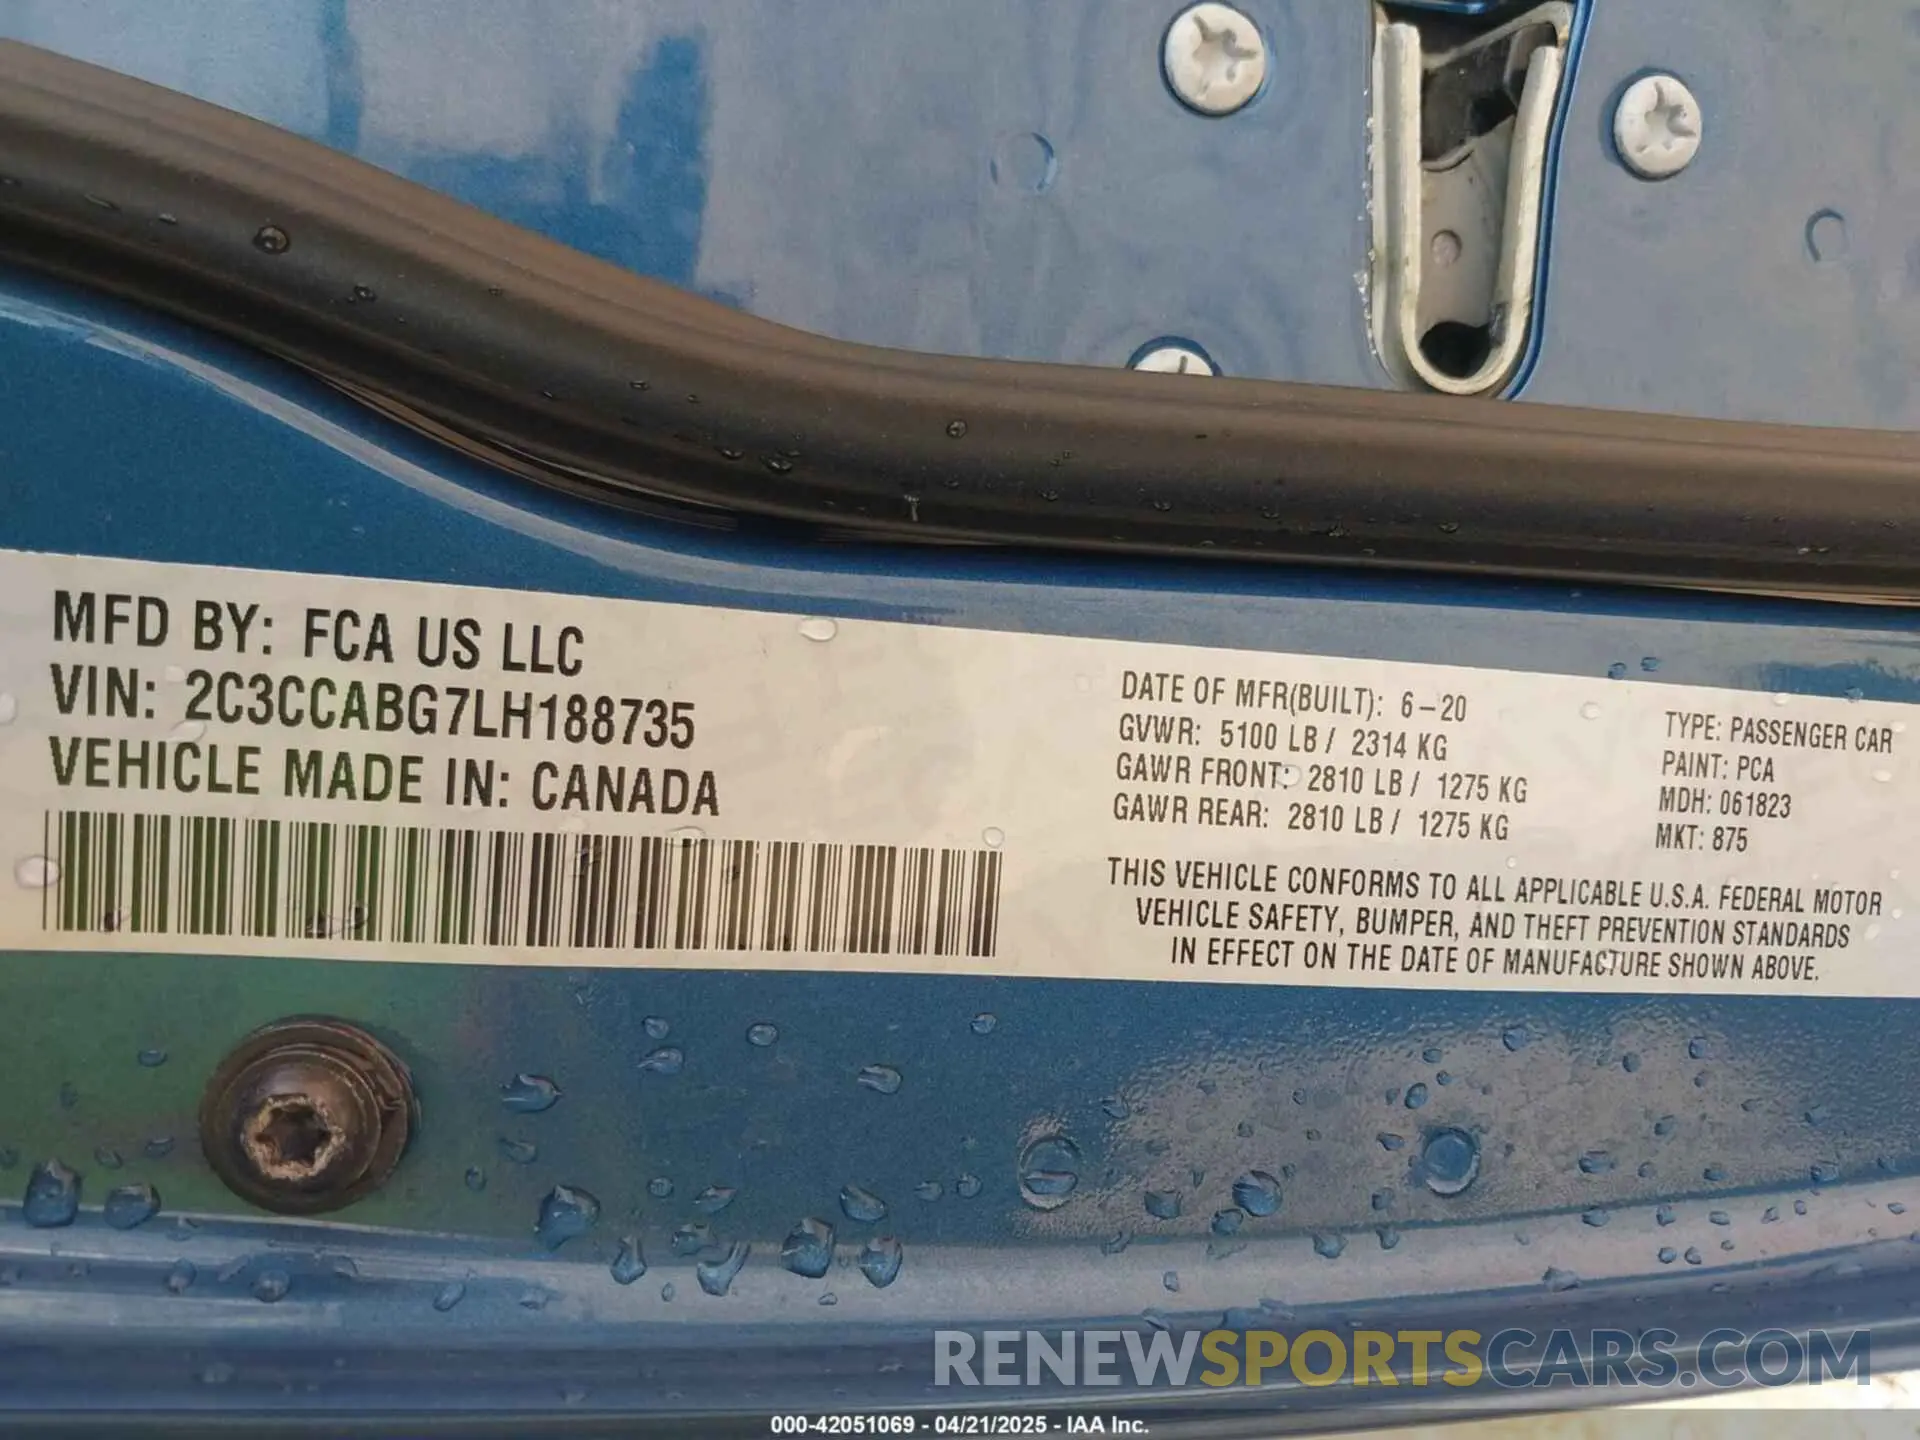 MFD BY: FCA US LLC
VIN: 2C3CCABG7LH188735
VEHICLE MADE IN: CANADA
DATE OF MFR(BUILT): 6-20
GVWR: 5100 LB / 2314 KG
GAWR FRONT: 2810 LB / 1275 KG
GAWR REAR: 2810 LB / 1275 KG
TYPE: PASSENGER CAR
PAINT: PCA
MDH: 061823
MKT: 875
THIS VEHICLE CONFORMS TO ALL APPLICABLE U.S.A. FEDERAL MOTOR
VEHICLE SAFETY, BUMPER, AND THEFT PREVENTION STANDARDS
IN EFFECT ON THE DATE OF MANUFACTURE SHOWN ABOVE.
RENEWSPORTSCARS.COM
000-42051069 - 04/21/2025 - IAA Inc.